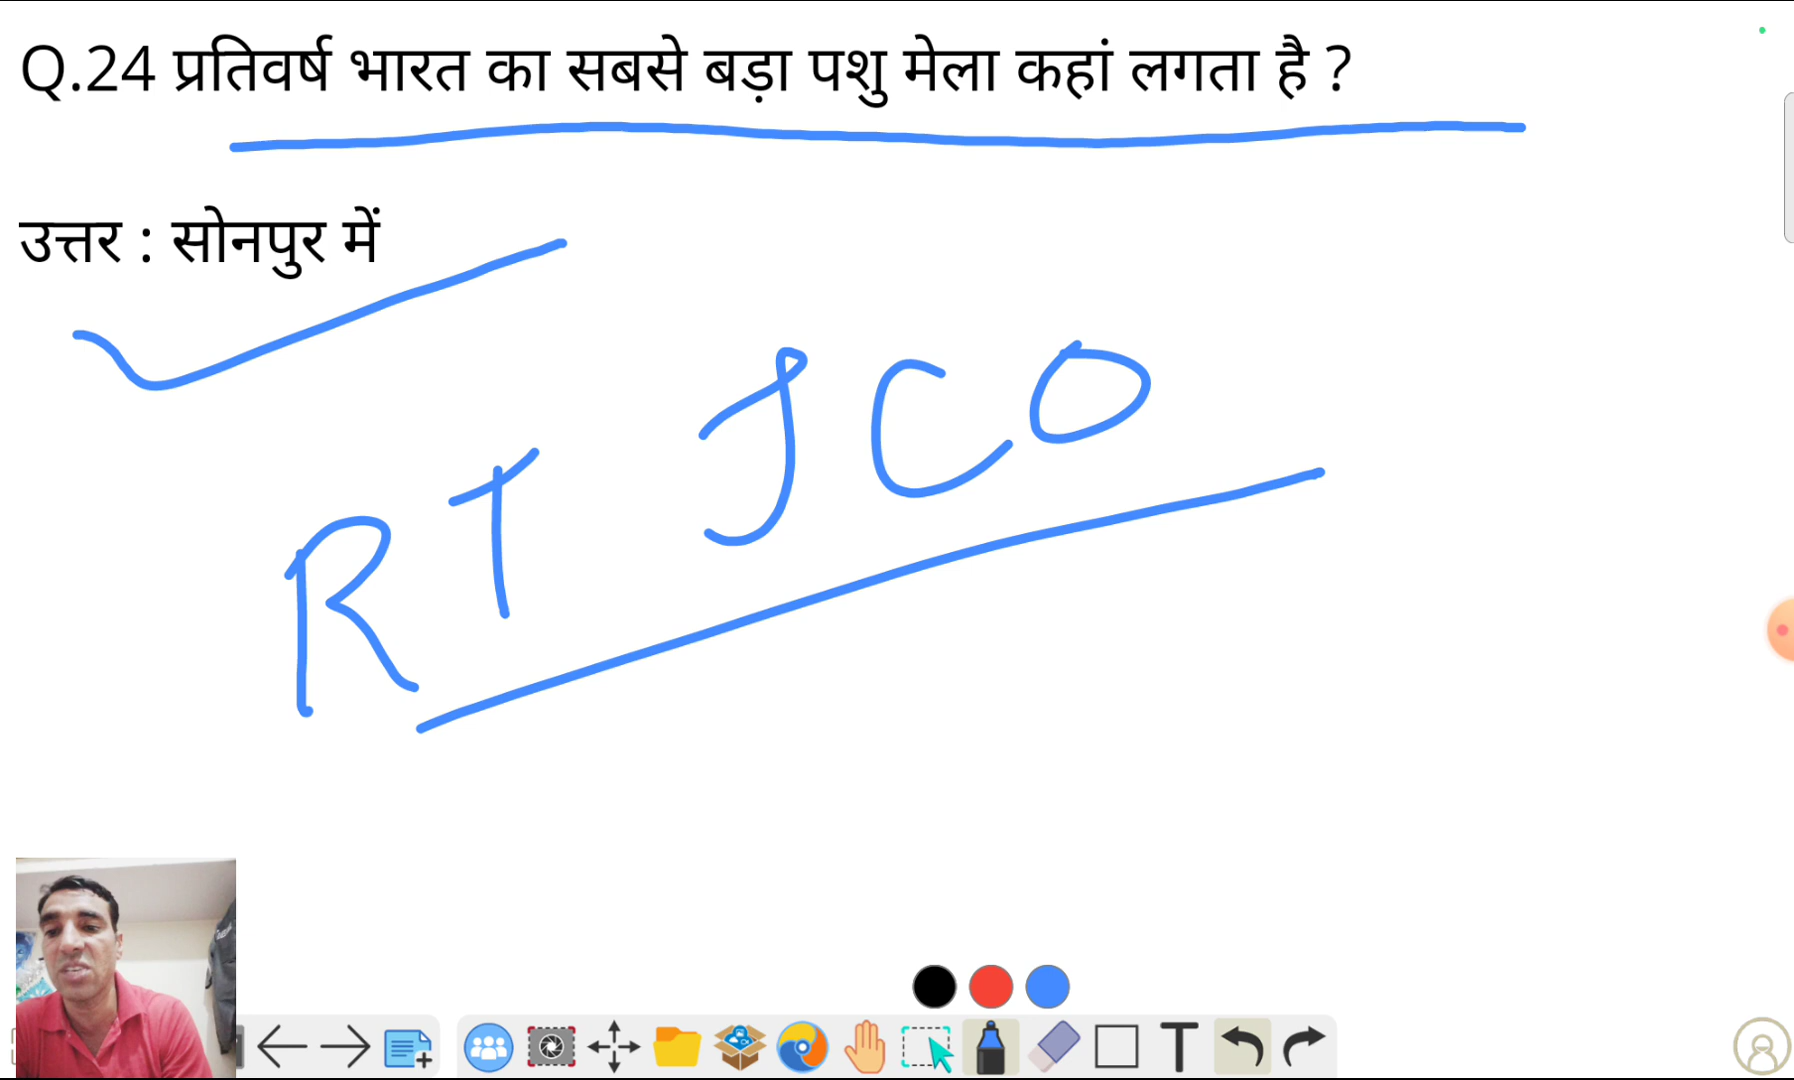 Q.24 प्रतिवर्ष भारत का सबसे बड़ा पशु मेला कहां लगता है ?
उत्तर : सोनपुर में
RT JCO
T